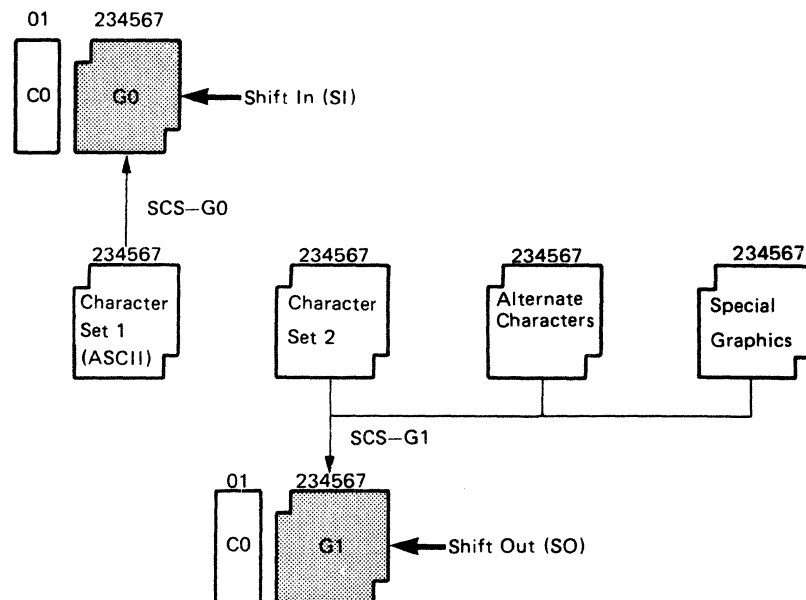 01 234567
C0 G0 Shift In (SI)
SCS–G0
234567 234567 234567 234567
Character Set 1 (ASCII)
Character Set 2
Alternate Characters
Special Graphics
SCS–G1
01 234567
C0 G1 Shift Out (SO)